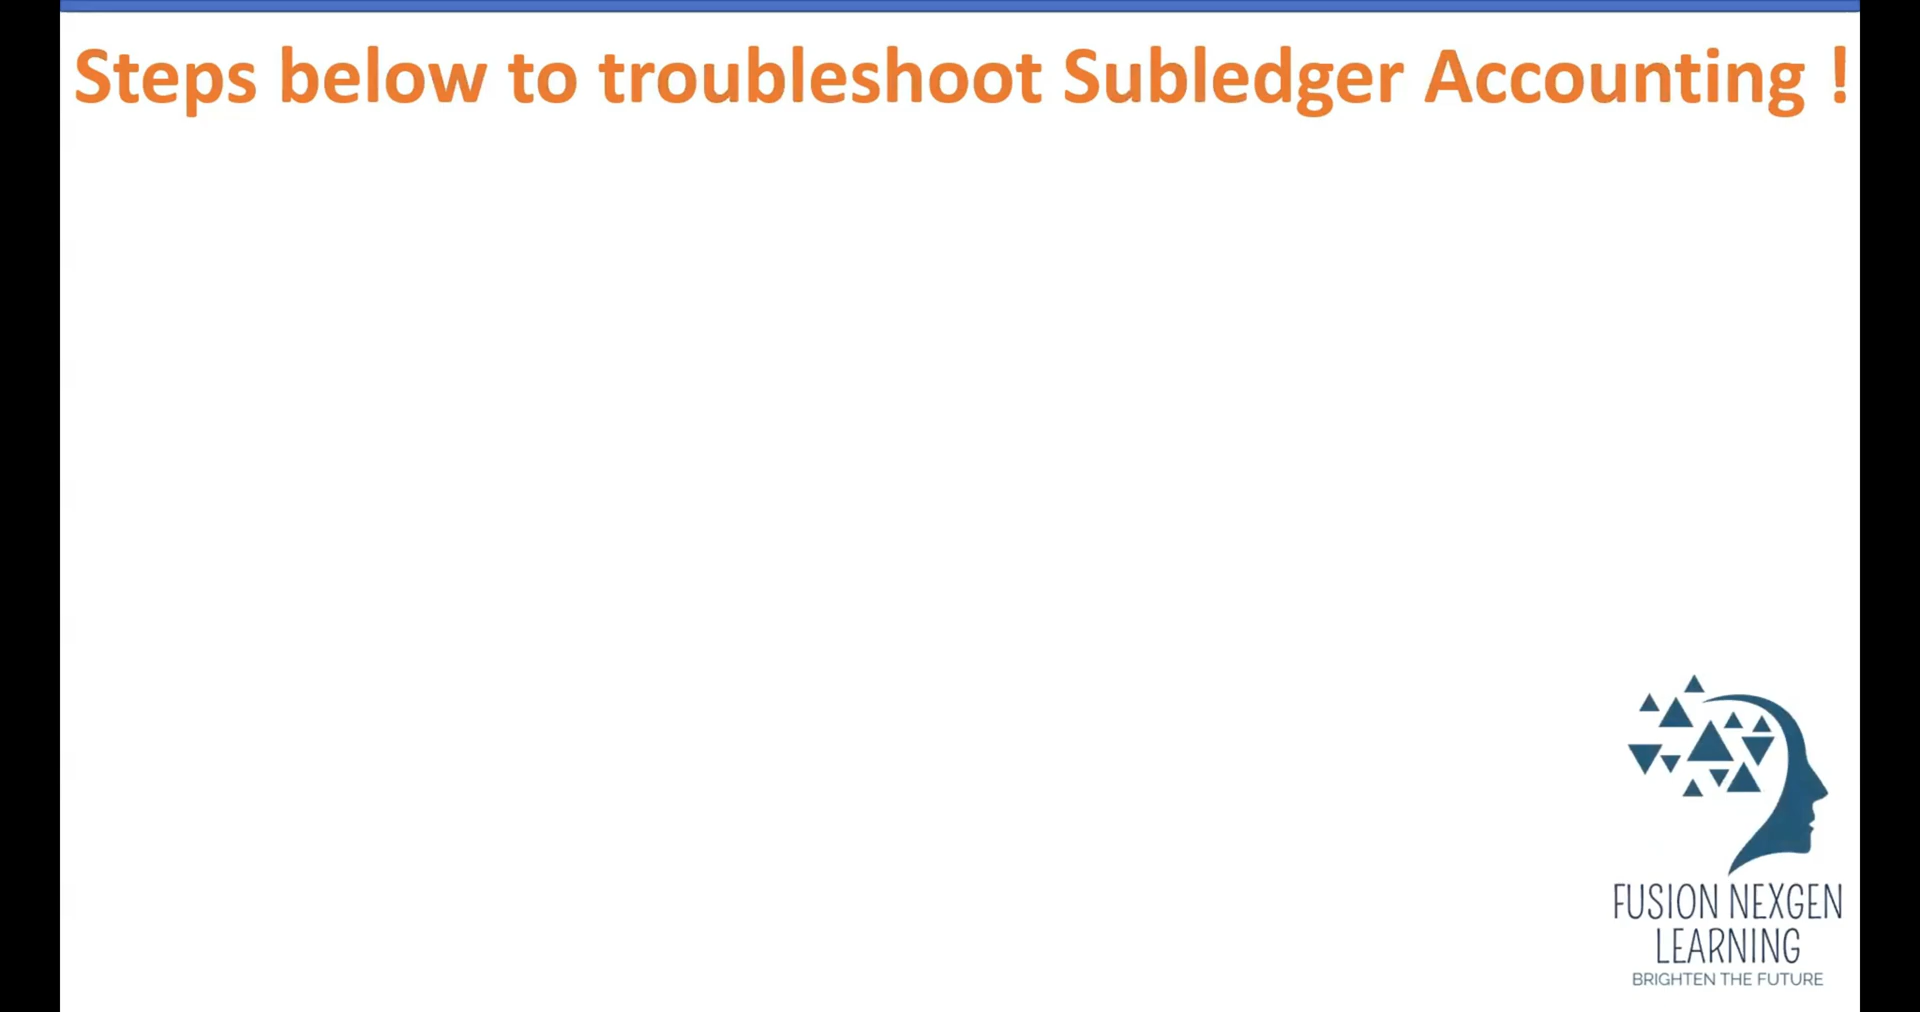 Steps below to troubleshoot Subledger Accounting !
FUSION NEXGEN
LEARNING
BRIGHTEN THE FUTURE